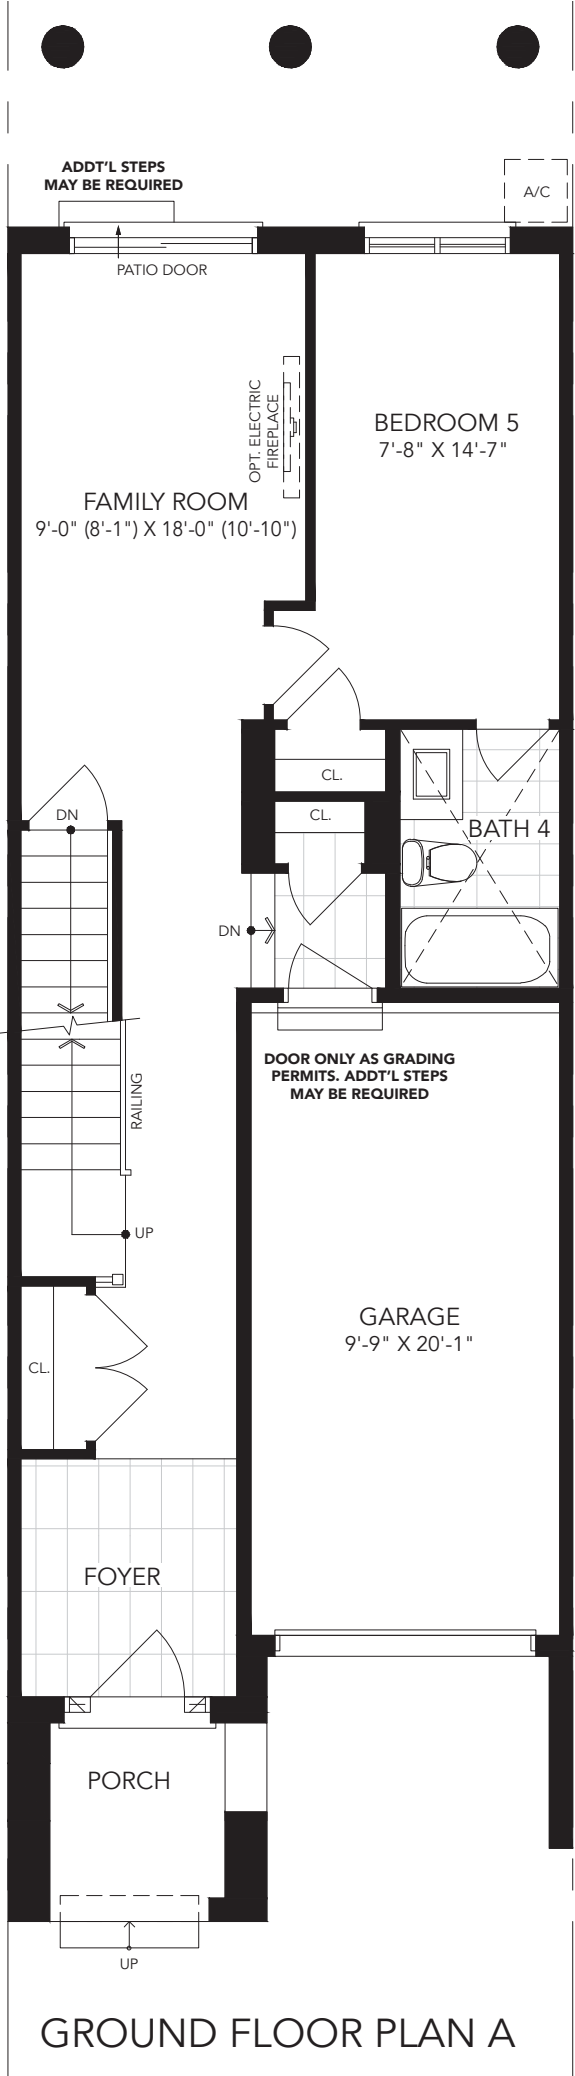 ADDT'L STEPS
MAY BE REQUIRED
A/C
PATIO DOOR
OPT. ELECTRIC
FIREPLACE
BEDROOM 5
7'-8" X 14'-7"
FAMILY ROOM
9'-0" (8'-1") X 18'-0" (10'-10")
CL.
CL.
DN
BATH 4
DN
DOOR ONLY AS GRADING
PERMITS. ADDT'L STEPS
MAY BE REQUIRED
RAILING
UP
GARAGE
9'-9" X 20'-1"
CL.
FOYER
PORCH
UP
GROUND FLOOR PLAN A